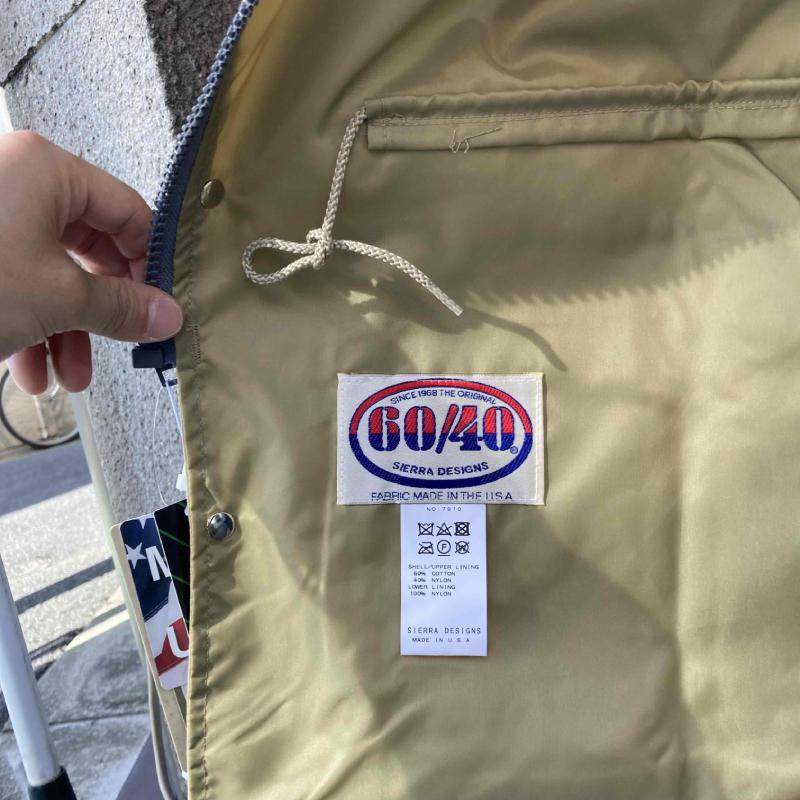 SINCE 1968 THE ORIGINAL
60/40®
SIERRA DESIGNS
FABRIC MADE IN THE U.S.A
NO 7910
SHELL/UPPER LINING
60% COTTON
40% NYLON
LOWER LINING
100% NYLON
SIERRA DESIGNS
MADE IN U.S.A